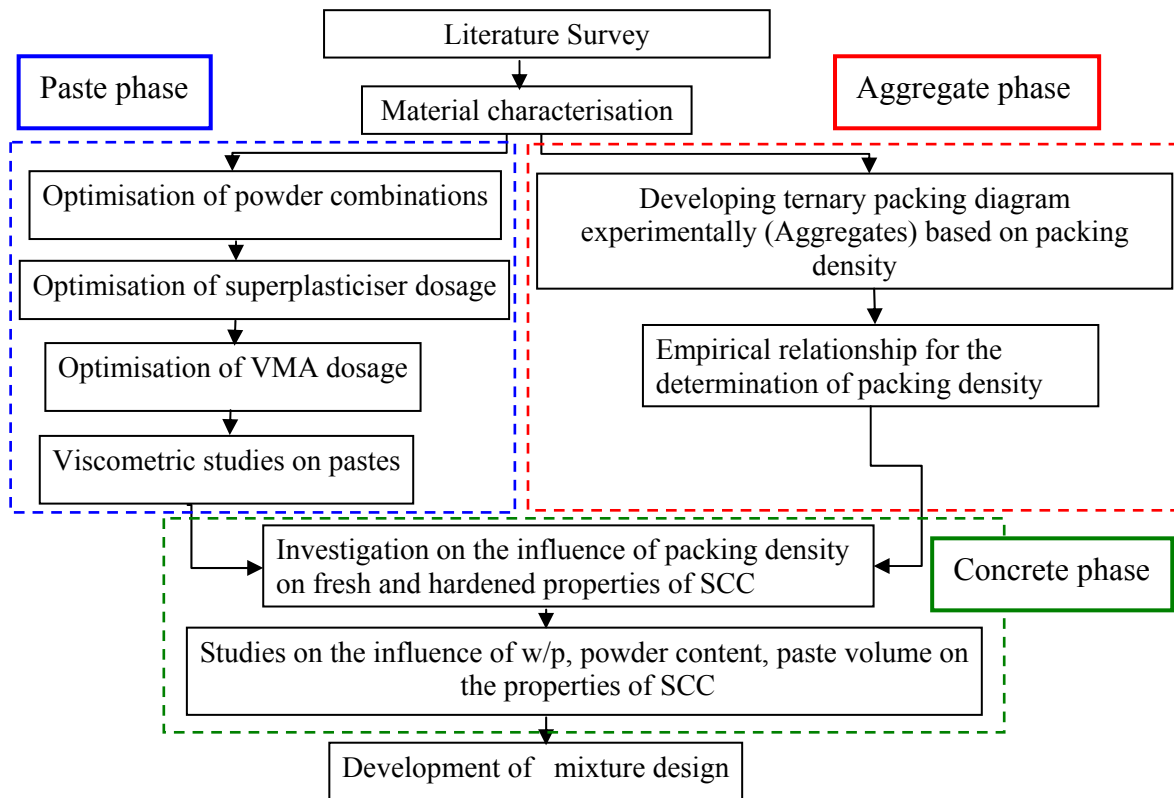 Literature Survey
Paste phase
Aggregate phase
Material characterisation
Optimisation of powder combinations
Optimisation of superplasticiser dosage
Optimisation of VMA dosage
Viscometric studies on pastes
Developing ternary packing diagram
experimentally (Aggregates) based on packing
density
Empirical relationship for the
determination of packing density
Investigation on the influence of packing density
on fresh and hardened properties of SCC
Concrete phase
Studies on the influence of w/p, powder content, paste volume on
the properties of SCC
Development of mixture design